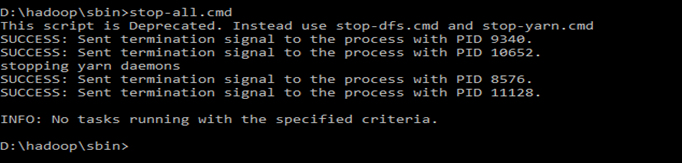 D:\hadoop\sbin>stop-all.cmd
This script is Deprecated. Instead use stop-dfs.cmd and stop-yarn.cmd
SUCCESS: Sent termination signal to the process with PID 9340.
SUCCESS: Sent termination signal to the process with PID 10652.
stopping yarn daemons
SUCCESS: Sent termination signal to the process with PID 8576.
SUCCESS: Sent termination signal to the process with PID 11128.
INFO: No tasks running with the specified criteria.
D:\hadoop\sbin>